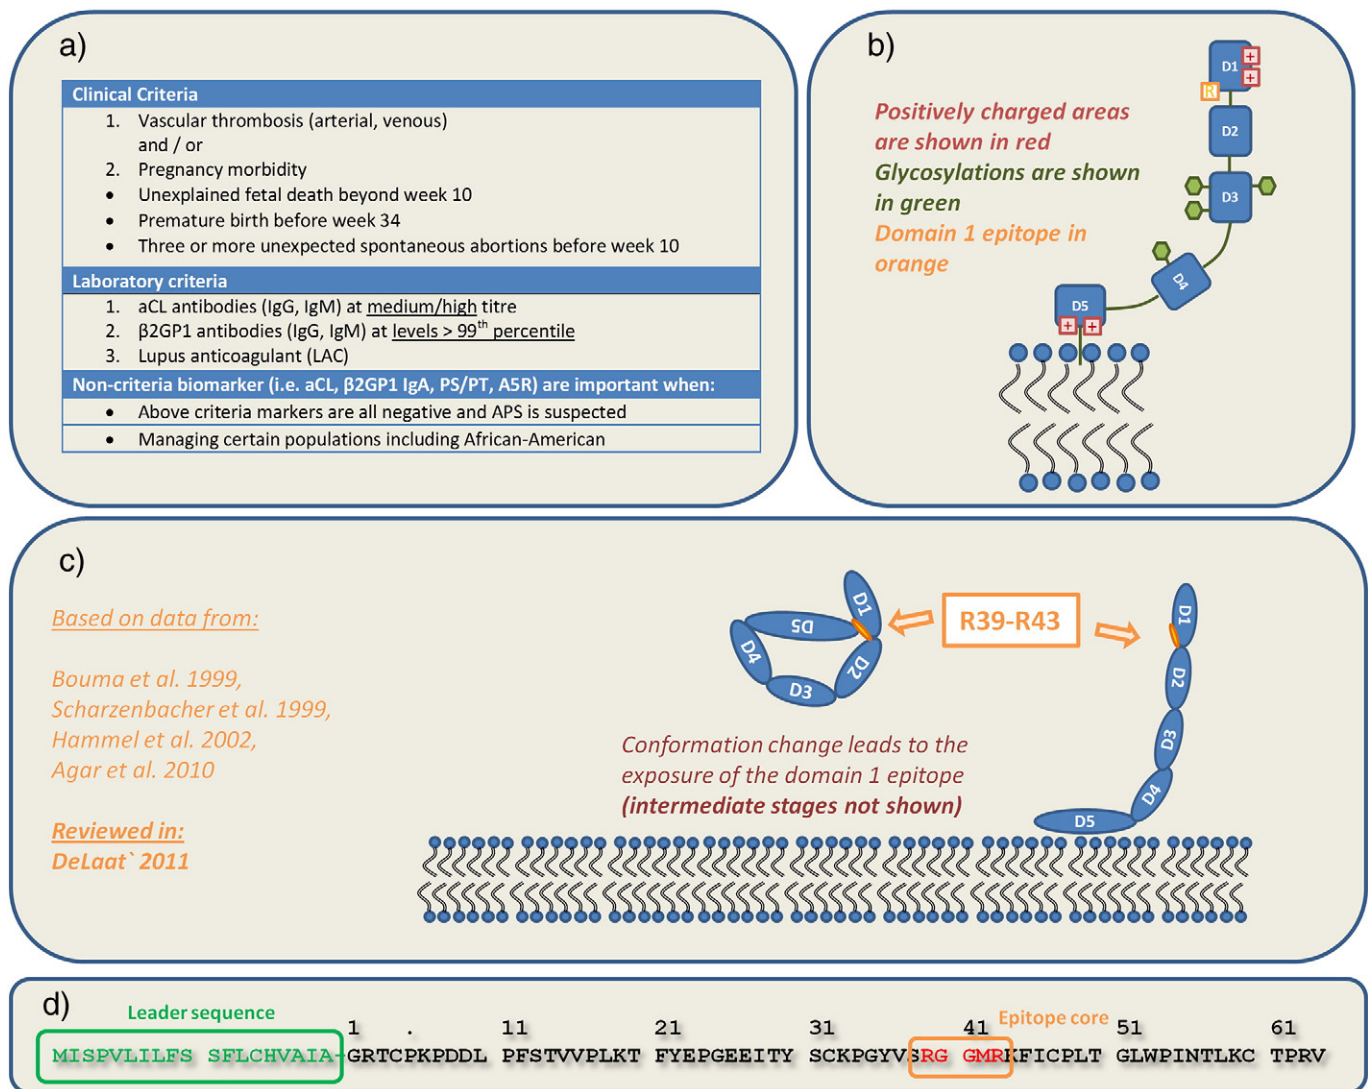 a)
Clinical Criteria
1. Vascular thrombosis (arterial, venous)
and / or
2. Pregnancy morbidity
• Unexplained fetal death beyond week 10
• Premature birth before week 34
• Three or more unexpected spontaneous abortions before week 10
Laboratory criteria
1. aCL antibodies (IgG, IgM) at medium/high titre
2. β2GP1 antibodies (IgG, IgM) at levels > 99th percentile
3. Lupus anticoagulant (LAC)
Non-criteria biomarker (i.e. aCL, β2GP1 IgA, PS/PT, A5R) are important when:
• Above criteria markers are all negative and APS is suspected
• Managing certain populations including African-American
b)
Positively charged areas
are shown in red
Glycosylations are shown
in green
Domain 1 epitope in
orange
D1
+
+
R
D2
D3
D4
D5
+ +
c)
Based on data from:
Bouma et al. 1999,
Scharzenbacher et al. 1999,
Hammel et al. 2002,
Agar et al. 2010
Reviewed in:
DeLaat` 2011
D1
D5
D4
D2
D3
R39-R43
D1
D2
D3
D4
D5
Conformation change leads to the
exposure of the domain 1 epitope
(intermediate stages not shown)
d)
Leader sequence
Epitope core
1 . 11 21 31 41 51 61
MISPVLILFS SFLCHVAIA-GRTCPKPDDL PFSTVVPLKT FYEPGEEITY SCKPGYVSRG GMRKFICPLT GLWPINTLKC TPRV